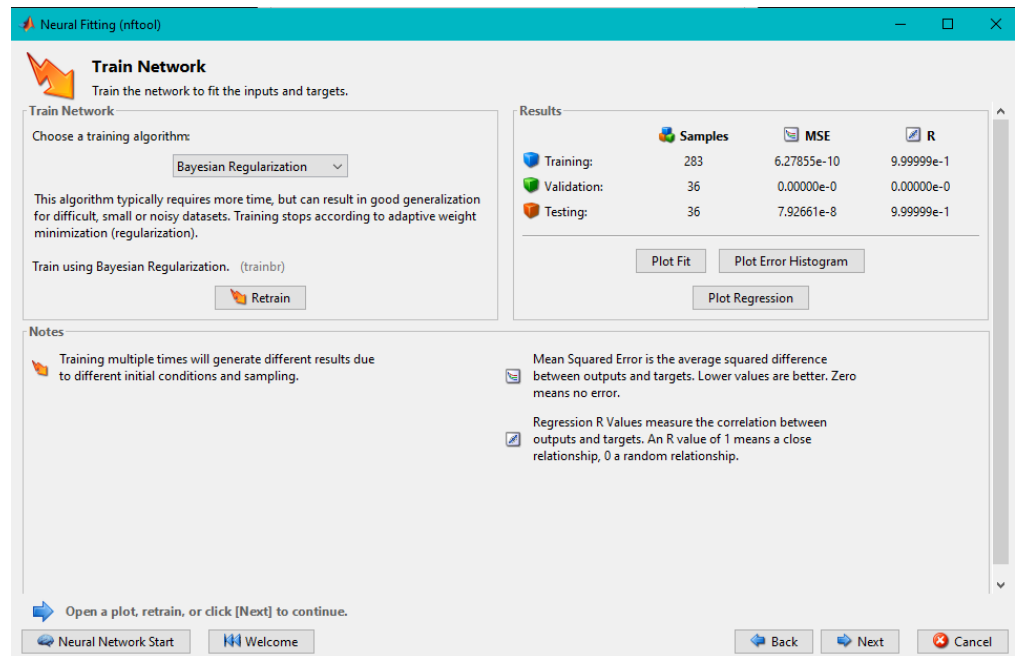 Neural Fitting (nftool)
Train Network
Train the network to fit the inputs and targets.
Train Network
Choose a training algorithm:
Bayesian Regularization
This algorithm typically requires more time, but can result in good generalization
for difficult, small or noisy datasets. Training stops according to adaptive weight
minimization (regularization).
Train using Bayesian Regularization. (trainbr)
Retrain
Results
Samples MSE R
Training: 283 6.27855e-10 9.99999e-1
Validation: 36 0.00000e-0 0.00000e-0
Testing: 36 7.92661e-8 9.99999e-1
Plot Fit Plot Error Histogram
Plot Regression
Notes
Training multiple times will generate different results due
to different initial conditions and sampling.
Mean Squared Error is the average squared difference
between outputs and targets. Lower values are better. Zero
means no error.
Regression R Values measure the correlation between
outputs and targets. An R value of 1 means a close
relationship, 0 a random relationship.
Open a plot, retrain, or click [Next] to continue.
Neural Network Start Welcome Back Next Cancel